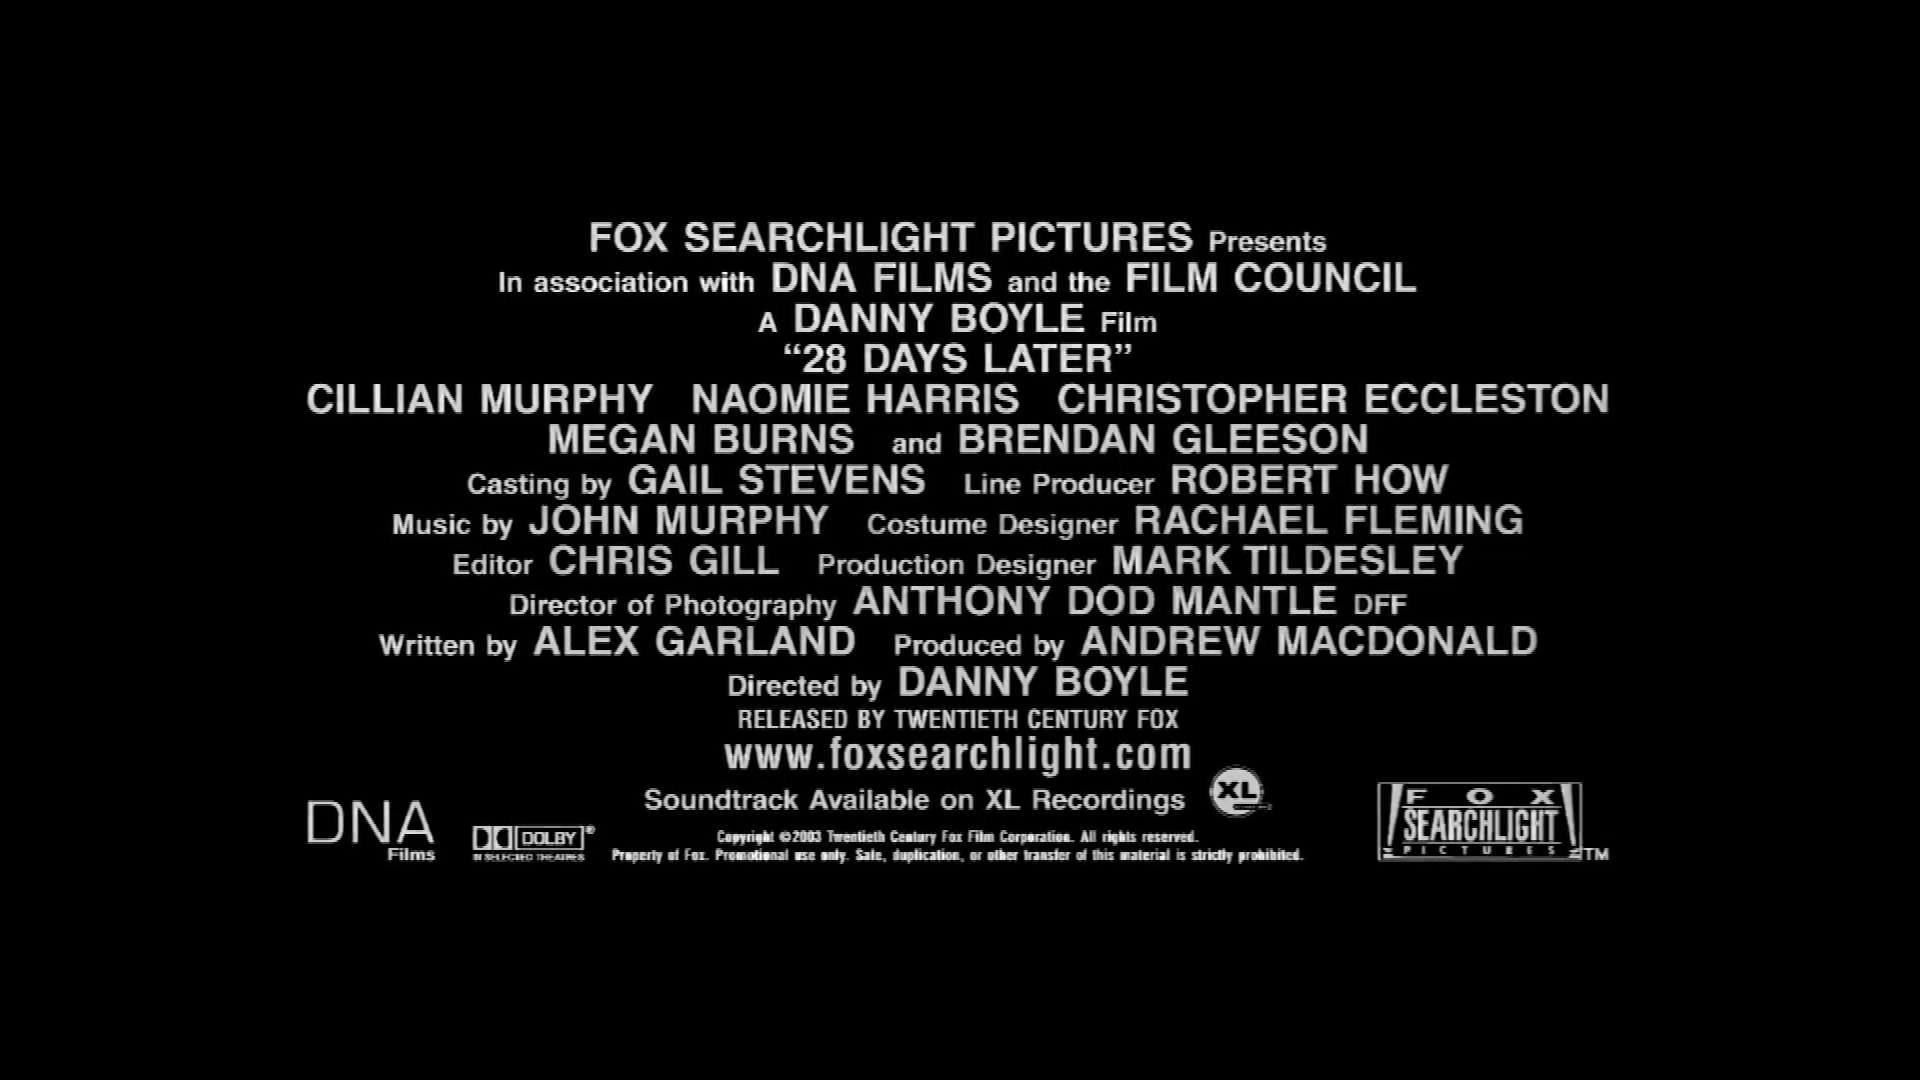 FOX SEARCHLIGHT PICTURES Presents
In association with DNA FILMS and the FILM COUNCIL
A DANNY BOYLE Film
“28 DAYS LATER”
CILLIAN MURPHY NAOMIE HARRIS CHRISTOPHER ECCLESTON
MEGAN BURNS and BRENDAN GLEESON
Casting by GAIL STEVENS Line Producer ROBERT HOW
Music by JOHN MURPHY Costume Designer RACHAEL FLEMING
Editor CHRIS GILL Production Designer MARK TILDESLEY
Director of Photography ANTHONY DOD MANTLE DFF
Written by ALEX GARLAND Produced by ANDREW MACDONALD
Directed by DANNY BOYLE
RELEASED BY TWENTIETH CENTURY FOX
www.foxsearchlight.com
Soundtrack Available on XL Recordings XL
DNA
Films
DOLBY®
IN SELECTED THEATRES
Copyright ©2003 Twentieth Century Fox Film Corporation. All rights reserved.
Property of Fox. Promotional use only. Sale, duplication, or other transfer of this material is strictly prohibited.
FOX
SEARCHLIGHT
PICTURES TM